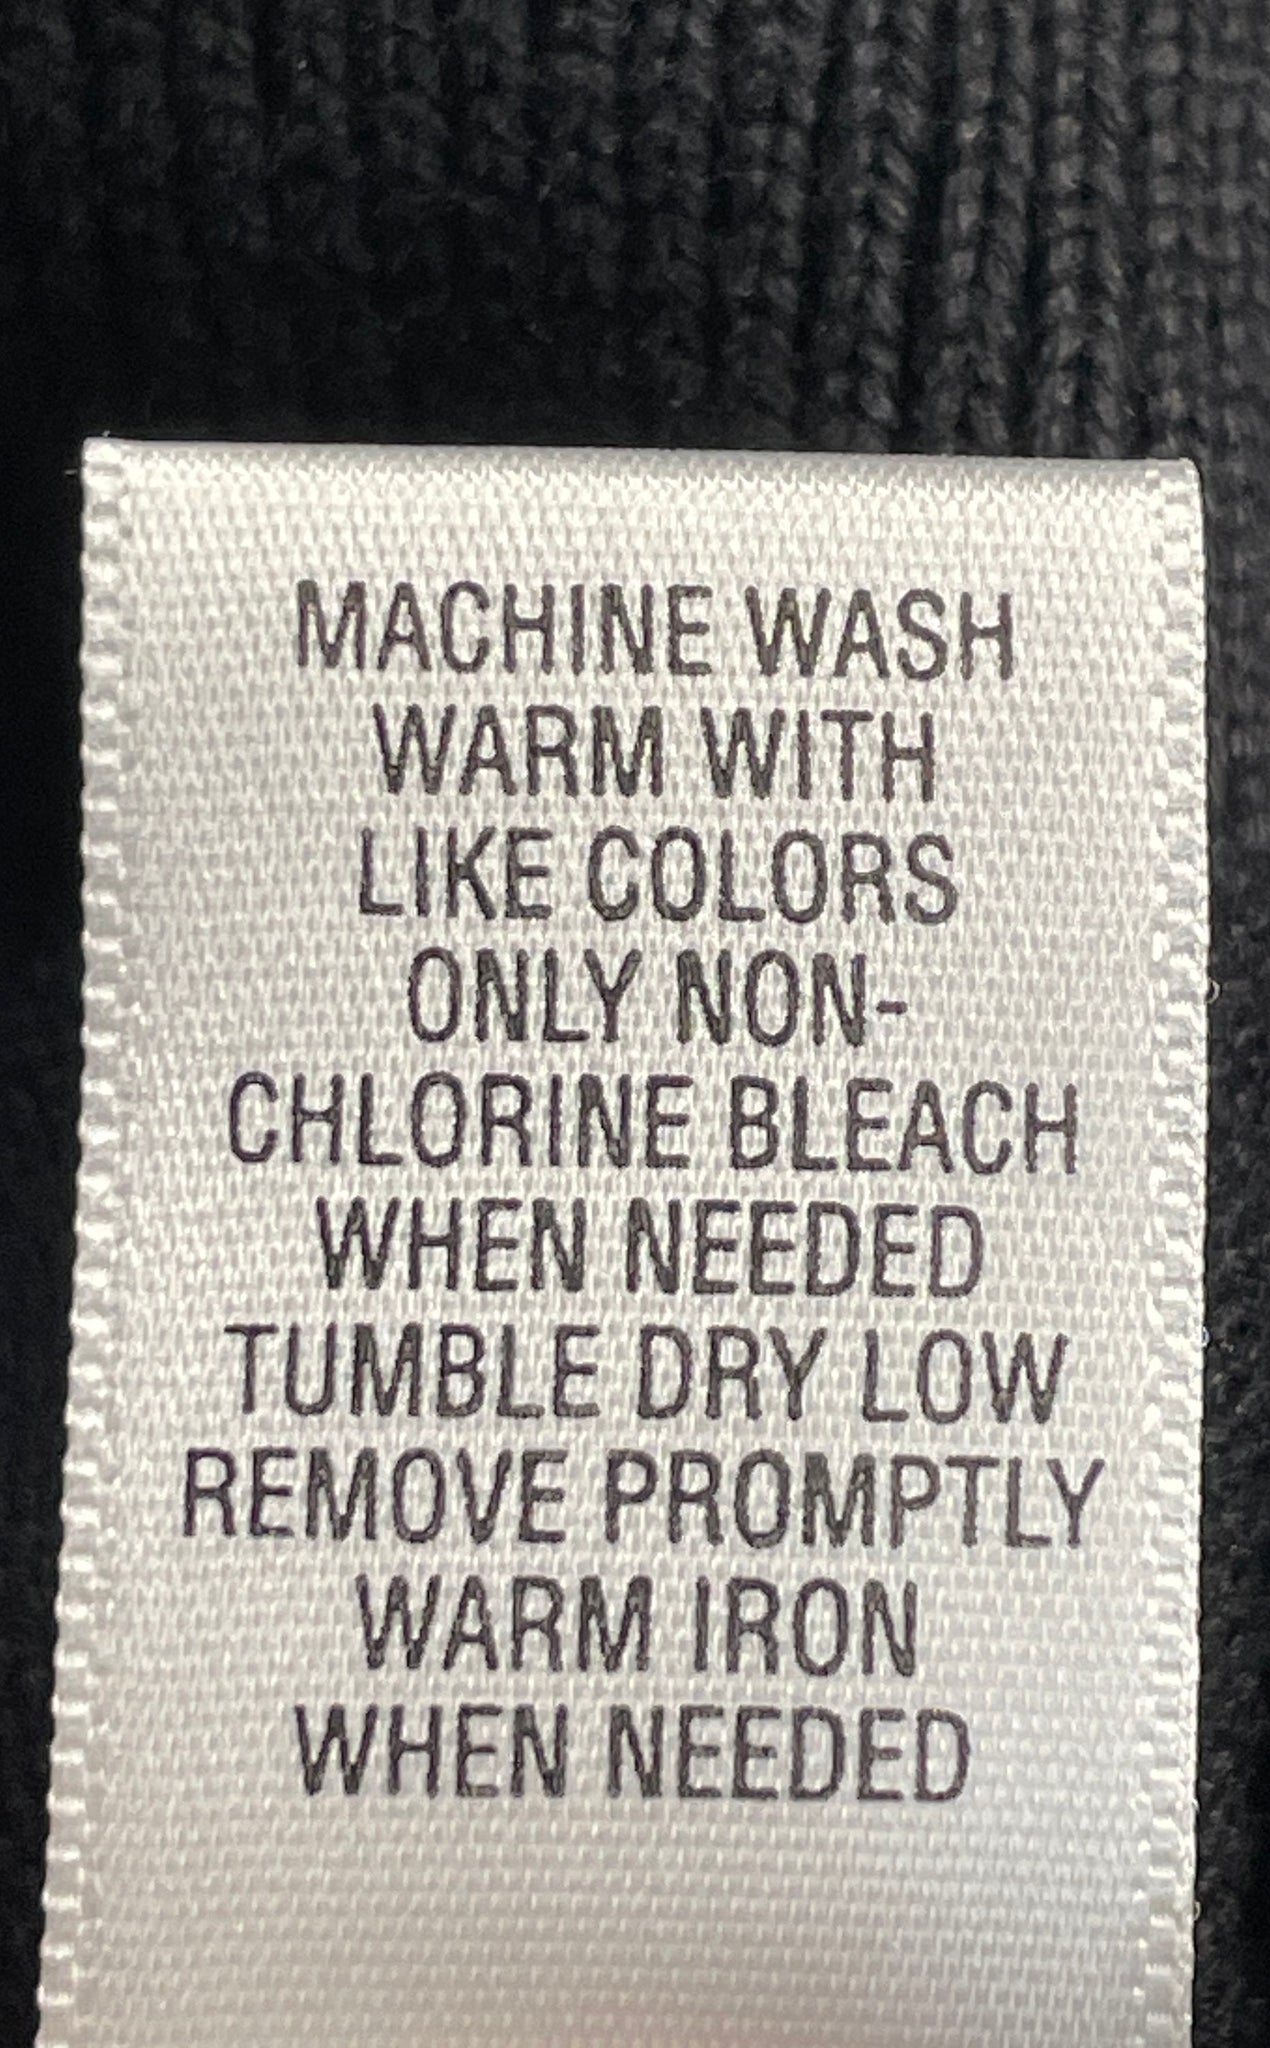 MACHINE WASH
WARM WITH
LIKE COLORS
ONLY NON-
CHLORINE BLEACH
WHEN NEEDED
TUMBLE DRY LOW
REMOVE PROMPTLY
WARM IRON
WHEN NEEDED